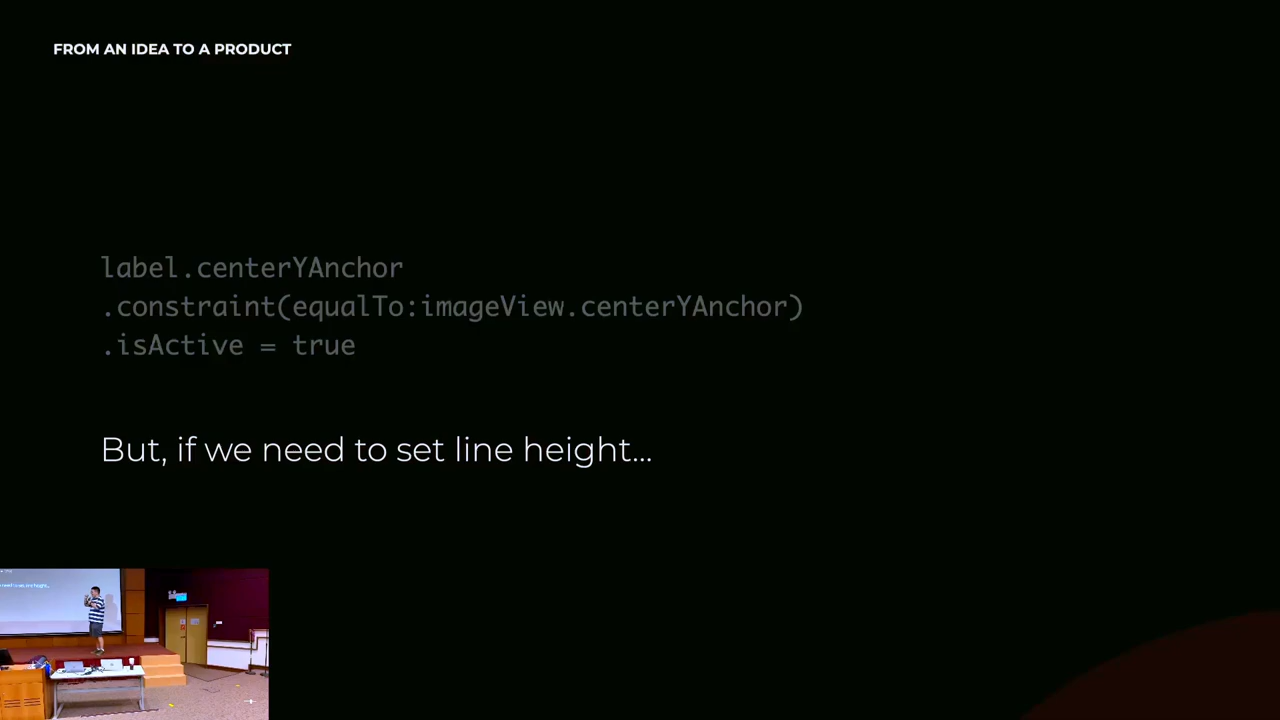 FROM AN IDEA TO A PRODUCT
label.centerYAnchor
.constraint(equalTo:imageView.centerYAnchor)
.isActive = true
But, if we need to set line height...